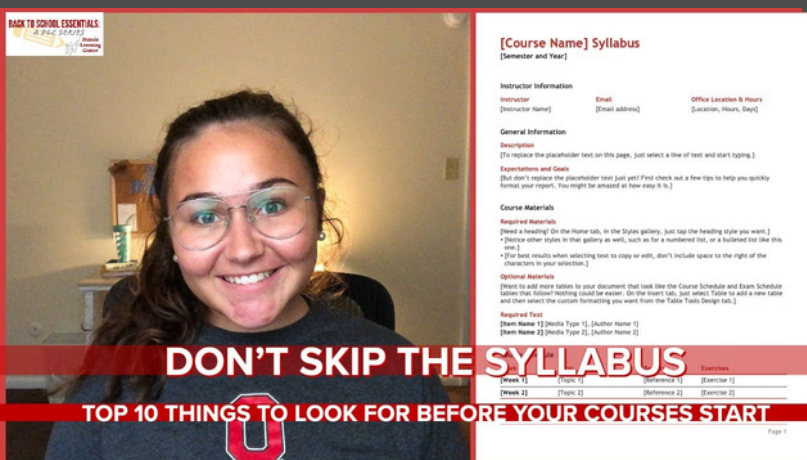 BACK TO SCHOOL ESSENTIALS:
A DLC SERIES
Dennis
Learning
Center
[Course Name] Syllabus
[Semester and Year]
Instructor Information
Instructor Email Office Location & Hours
[Instructor Name] [Email address] [Location, Hours, Days]
General Information
Description
[To replace the placeholder text on this page, just select a line of text and start typing.]
Expectations and Goals
[But don't replace the placeholder text just yet! First check out a few tips to help you quickly
format your report. You might be amazed at how easy it is.]
Course Materials
Required Materials
[Need a heading? On the Home tab, in the Styles gallery, just tap the heading style you want.]
• [Notice other styles in that gallery as well, such as for a numbered list, or a bulleted list like this
one.]
• [For best results when selecting text to copy or edit, don't include space to the right of the
characters in your selection.]
Optional Materials
[Want to add more tables to your document that look like the Course Schedule and Exam Schedule
tables that follow? Nothing could be easier. On the Insert tab, just select Table to add a new table
and then select the custom formatting you want from the Table Tools Design tab.]
Required Text
[Item Name 1] [Media Type 1], [Author Name 1]
[Item Name 2] [Media Type 2], [Author Name 2]
DON'T SKIP THE SYLLABUS
Exercises
[Week 1] [Topic 1] [Reference 1] [Exercise 1]
[Week 2] [Topic 2] [Reference 2] [Exercise 2]
TOP 10 THINGS TO LOOK FOR BEFORE YOUR COURSES START
O
Page 1